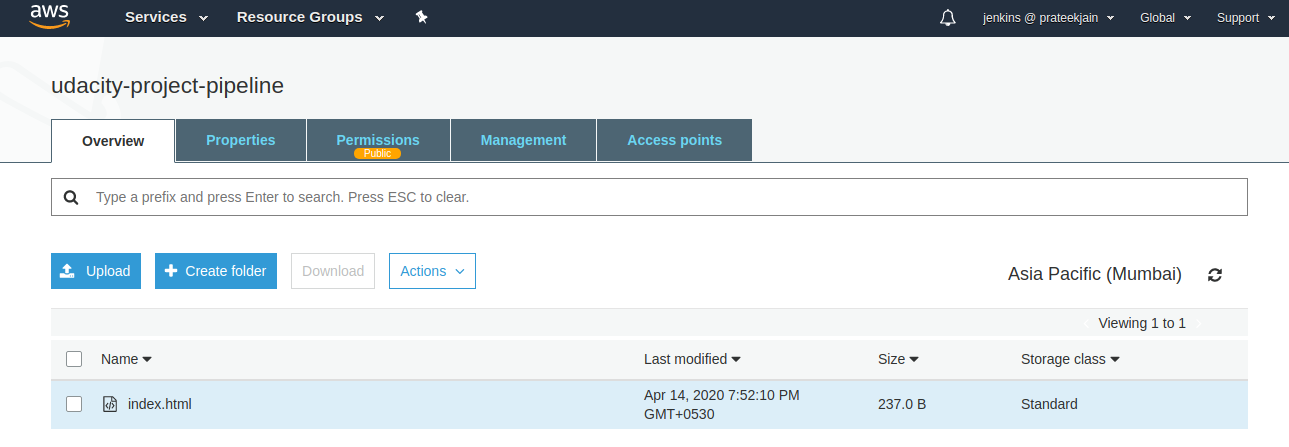 aws Services Resource Groups jenkins @ prateekjain Global Support
udacity-project-pipeline
Overview Properties Permissions Management Access points
Public
Type a prefix and press Enter to search. Press ESC to clear.
Upload Create folder Download Actions Asia Pacific (Mumbai)
Viewing 1 to 1
Name Last modified Size Storage class
index.html Apr 14, 2020 7:52:10 PM 237.0 B Standard
GMT+0530